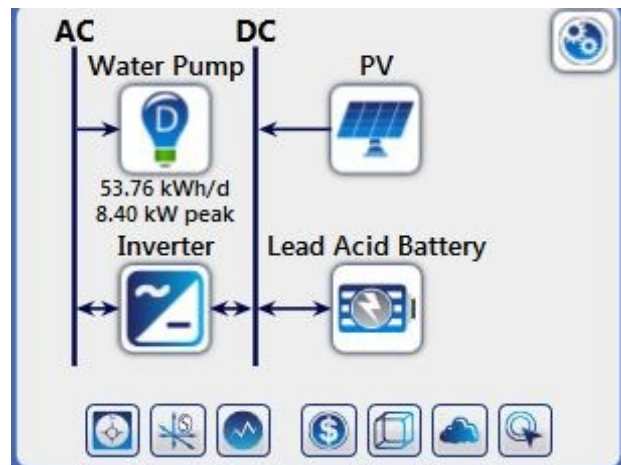 AC DC
Water Pump PV
D
53.76 kWh/d
8.40 kW peak
Inverter Lead Acid Battery
S
$